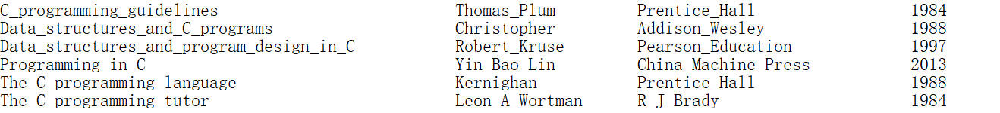 C_programming_guidelines Thomas_Plum Prentice_Hall 1984
Data_structures_and_C_programs Christopher Addison_Wesley 1988
Data_structures_and_program_design_in_C Robert_Kruse Pearson_Education 1997
Programming_in_C Yin_Bao_Lin China_Machine_Press 2013
The_C_programming_language Kernighan Prentice_Hall 1988
The_C_programming_tutor Leon_A_Wortman R_J_Brady 1984